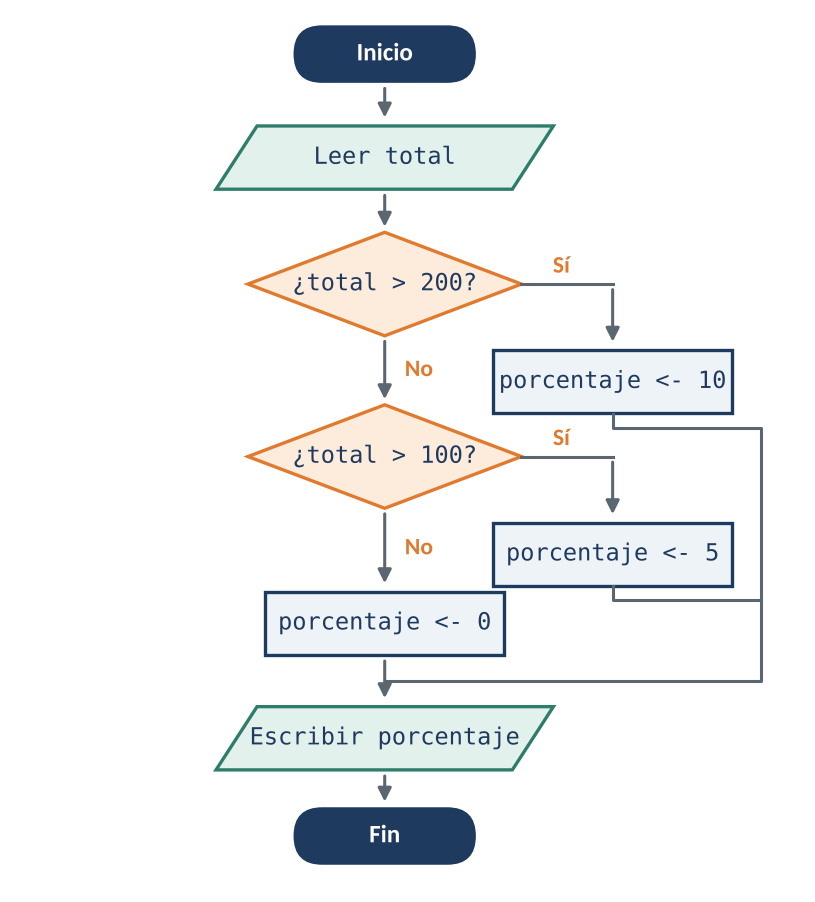 Inicio
Leer total
¿total > 200?
Sí
No
porcentaje <- 10
¿total > 100?
Sí
No
porcentaje <- 5
porcentaje <- 0
Escribir porcentaje
Fin